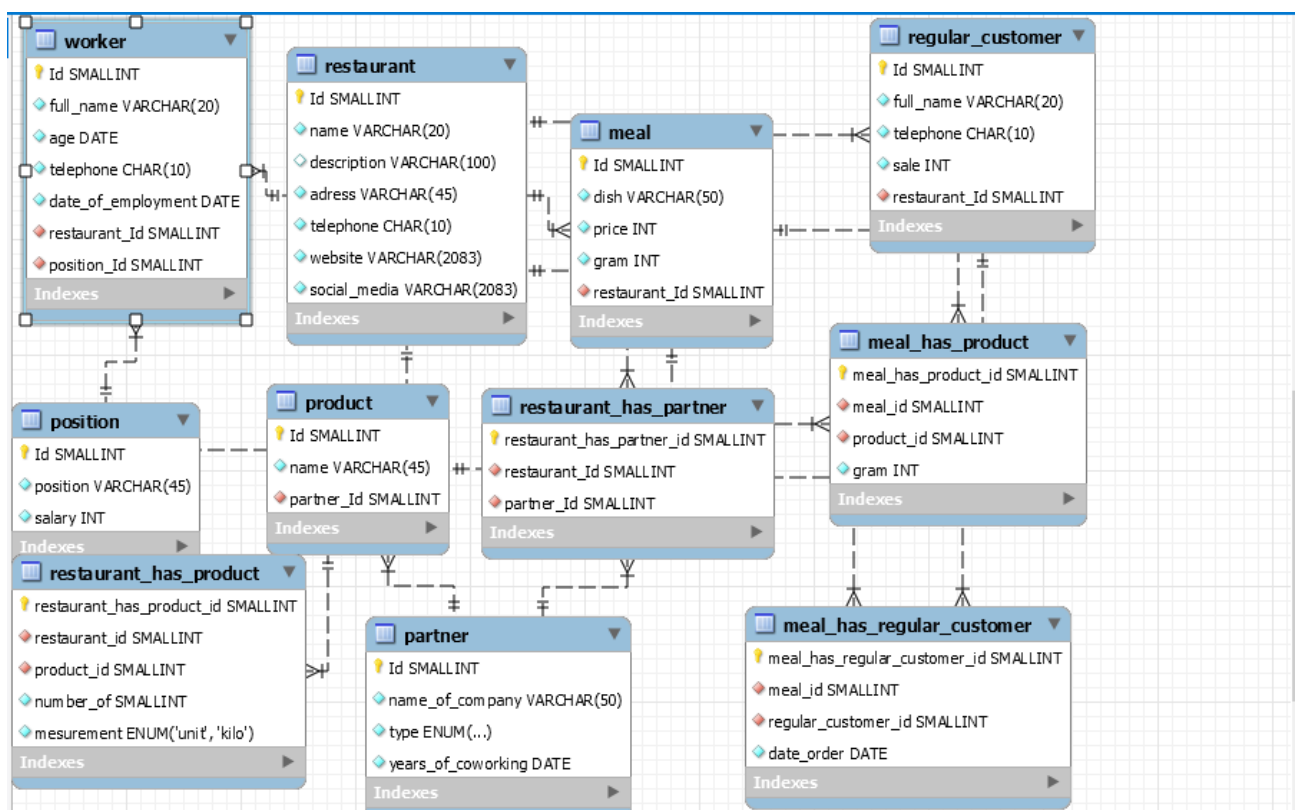 worker
Id SMALLINT
full_name VARCHAR(20)
age DATE
telephone CHAR(10)
date_of_employment DATE
restaurant_Id SMALLINT
position_Id SMALLINT
Indexes
restaurant
Id SMALLINT
name VARCHAR(20)
description VARCHAR(100)
adress VARCHAR(45)
telephone CHAR(10)
website VARCHAR(2083)
social_media VARCHAR(2083)
Indexes
meal
Id SMALLINT
dish VARCHAR(50)
price INT
gram INT
restaurant_Id SMALLINT
Indexes
regular_customer
Id SMALLINT
full_name VARCHAR(20)
telephone CHAR(10)
sale INT
restaurant_Id SMALLINT
Indexes
position
Id SMALLINT
position VARCHAR(45)
salary INT
Indexes
product
Id SMALLINT
name VARCHAR(45)
partner_Id SMALLINT
Indexes
restaurant_has_partner
restaurant_has_partner_id SMALLINT
restaurant_Id SMALLINT
partner_Id SMALLINT
Indexes
meal_has_product
meal_has_product_id SMALLINT
meal_id SMALLINT
product_id SMALLINT
gram INT
Indexes
restaurant_has_product
restaurant_has_product_id SMALLINT
restaurant_id SMALLINT
product_id SMALLINT
number_of SMALLINT
mesurement ENUM('unit', 'kilo')
Indexes
partner
Id SMALLINT
name_of_company VARCHAR(50)
type ENUM(...)
years_of_coworking DATE
Indexes
meal_has_regular_customer
meal_has_regular_customer_id SMALLINT
meal_id SMALLINT
regular_customer_id SMALLINT
date_order DATE
Indexes